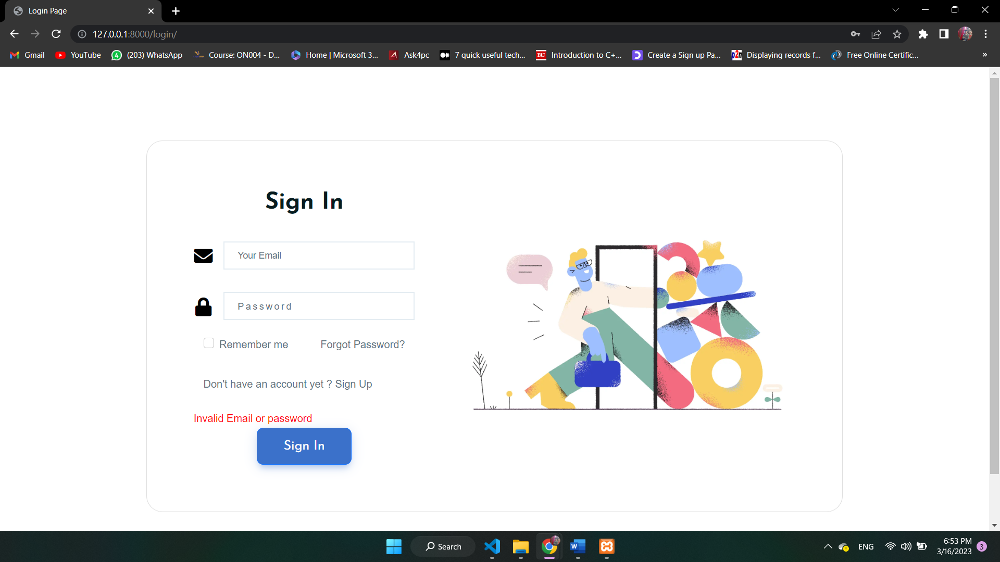 Login Page
127.0.0.1:8000/login/
Gmail
YouTube
4
(203) WhatsApp
Course: ON004 - D...
Home | Microsoft 3...
Ask4pc
7 quick useful tech...
BU
Introduction to C+...
Create a Sign up Pa...
p2n
Displaying records f...
Free Online Certific...
»
Sign In
Your Email
Password
Remember me
Forgot Password?
Don't have an account yet ? Sign Up
Invalid Email or password
Sign In
Search
W
ENG
6:53 PM
3/16/2023
3